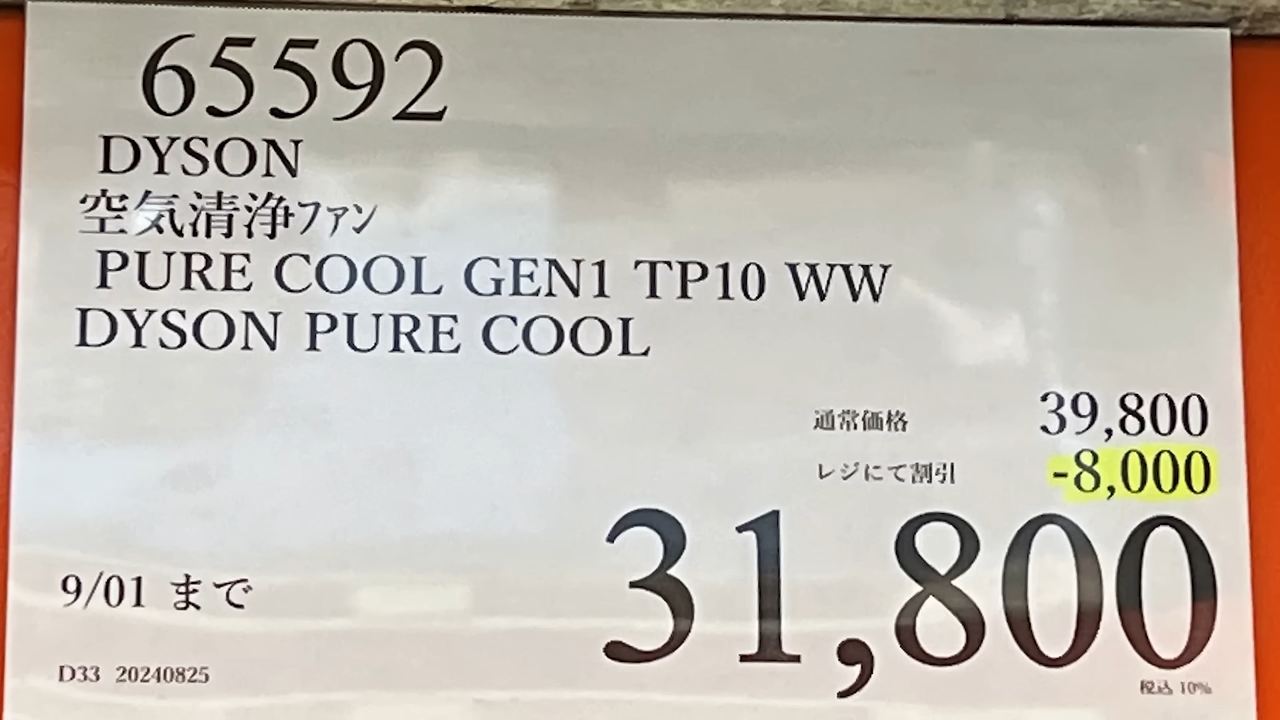 65592
DYSON
空気清浄ファン
PURE COOL GEN1 TP10 WW
DYSON PURE COOL
通常価格 39,800
レジにて割引 -8,000
31,800
9/01 まで
D33 20240825
税込 10%